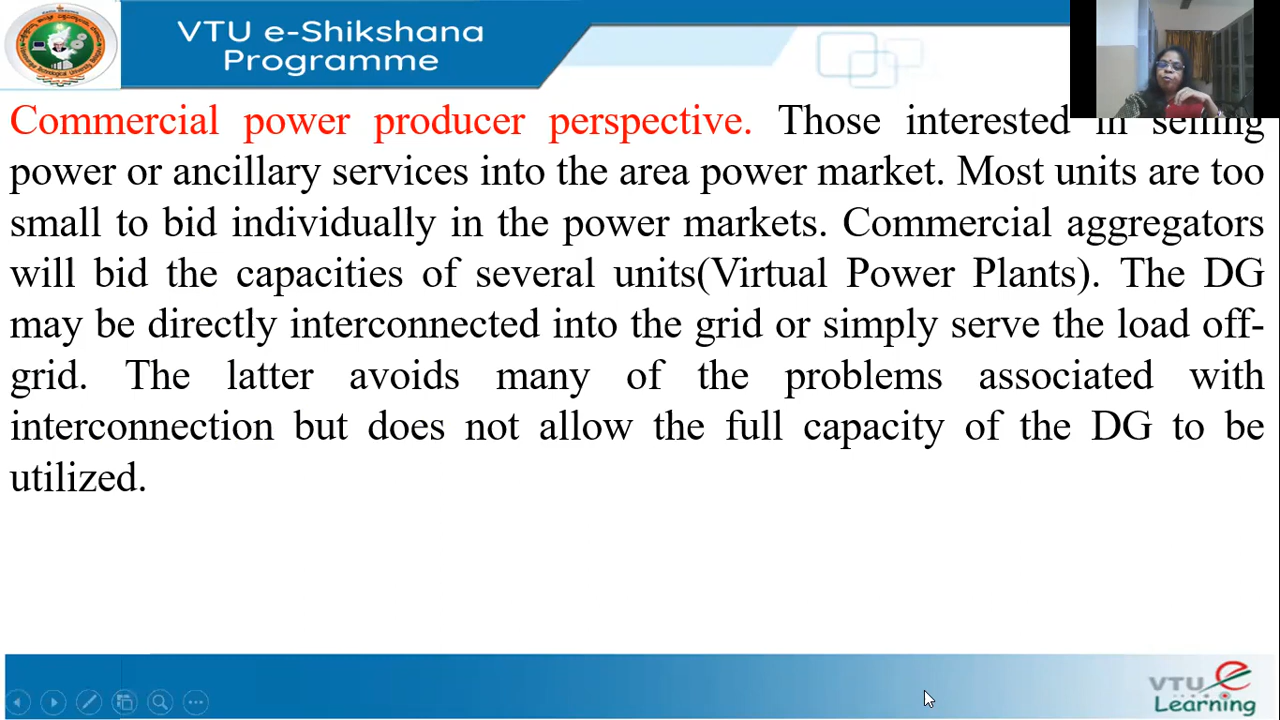 VTU e-Shikshana
Programme
Commercial power producer perspective. Those interested in selling
power or ancillary services into the area power market. Most units are too
small to bid individually in the power markets. Commercial aggregators
will bid the capacities of several units(Virtual Power Plants). The DG
may be directly interconnected into the grid or simply serve the load off-
grid. The latter avoids many of the problems associated with
interconnection but does not allow the full capacity of the DG to be
utilized.
VTU e
Learning